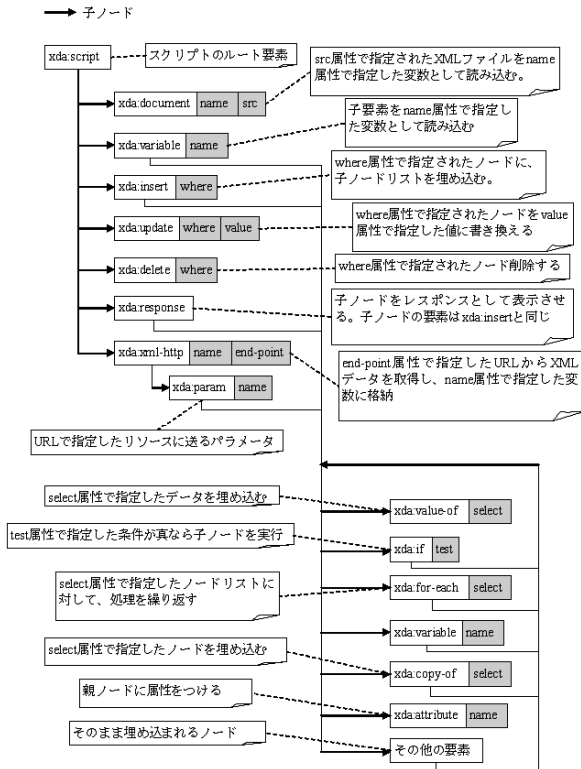 子ノード
xda:script
スクリプトのルート要素
src属性で指定されたXMLファイルをname
属性で指定した変数として読み込む。
xda:document name src
子要素をname属性で指定し
た変数として読み込む
xda:variable name
where属性で指定されたノードに、
子ノードリストを埋め込む。
xda:insert where
where属性で指定されたノードをvalue
属性で指定した値に書き換える
xda:update where value
where属性で指定されたノード削除する
xda:delete where
子ノードをレスポンスとして表示させ
る。子ノードの要素はxda:insertと同じ
xda:response
xda:xml-http name end-point
end-point属性で指定したURLからXML
データを取得し、name属性で指定した変
数に格納
xda:param name
URLで指定したリソースに送るパラメータ
select属性で指定したデータを埋め込む
xda:value-of select
test属性で指定した条件が真なら子ノードを実行
xda:if test
select属性で指定したノードリストに
対して、処理を繰り返す
xda:for-each select
xda:variable name
select属性で指定したノードを埋め込む
xda:copy-of select
親ノードに属性をつける
xda:attribute name
そのまま埋め込まれるノード
その他の要素